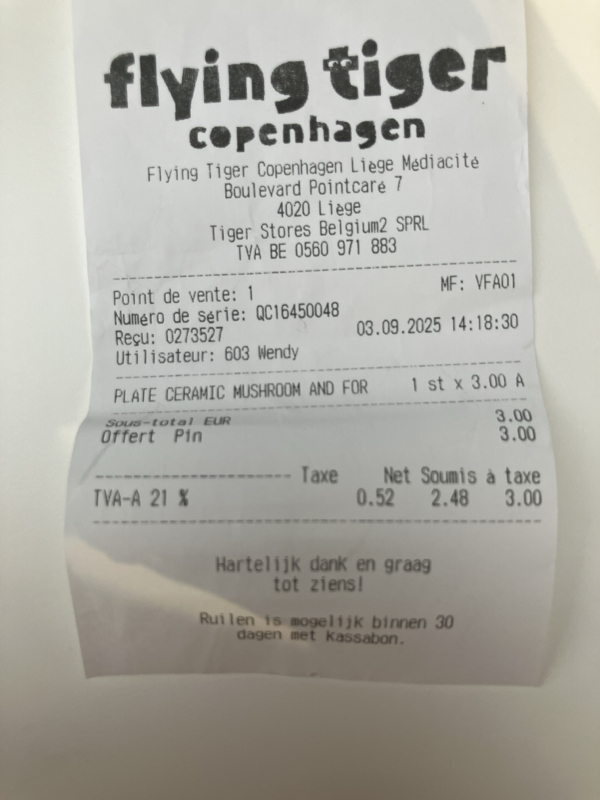 flying tiger
copenhagen
Flying Tiger Copenhagen Liège Médiacité
Boulevard Pointcaré 7
4020 Liège
Tiger Stores Belgium2 SPRL
TVA BE 0560 971 883
Point de vente: 1 MF: VFA01
Numéro de série: QC16450048
Reçu: 0273527 03.09.2025 14:18:30
Utilisateur: 603 Wendy
PLATE CERAMIC MUSHROOM AND FOR 1 st x 3.00 A
Sous-total EUR 3.00
Offert Pin 3.00
Taxe Net Soumis à taxe
TVA-A 21 % 0.52 2.48 3.00
Hartelijk dank en graag
tot ziens!
Ruilen is mogelijk binnen 30
dagen met kassabon.